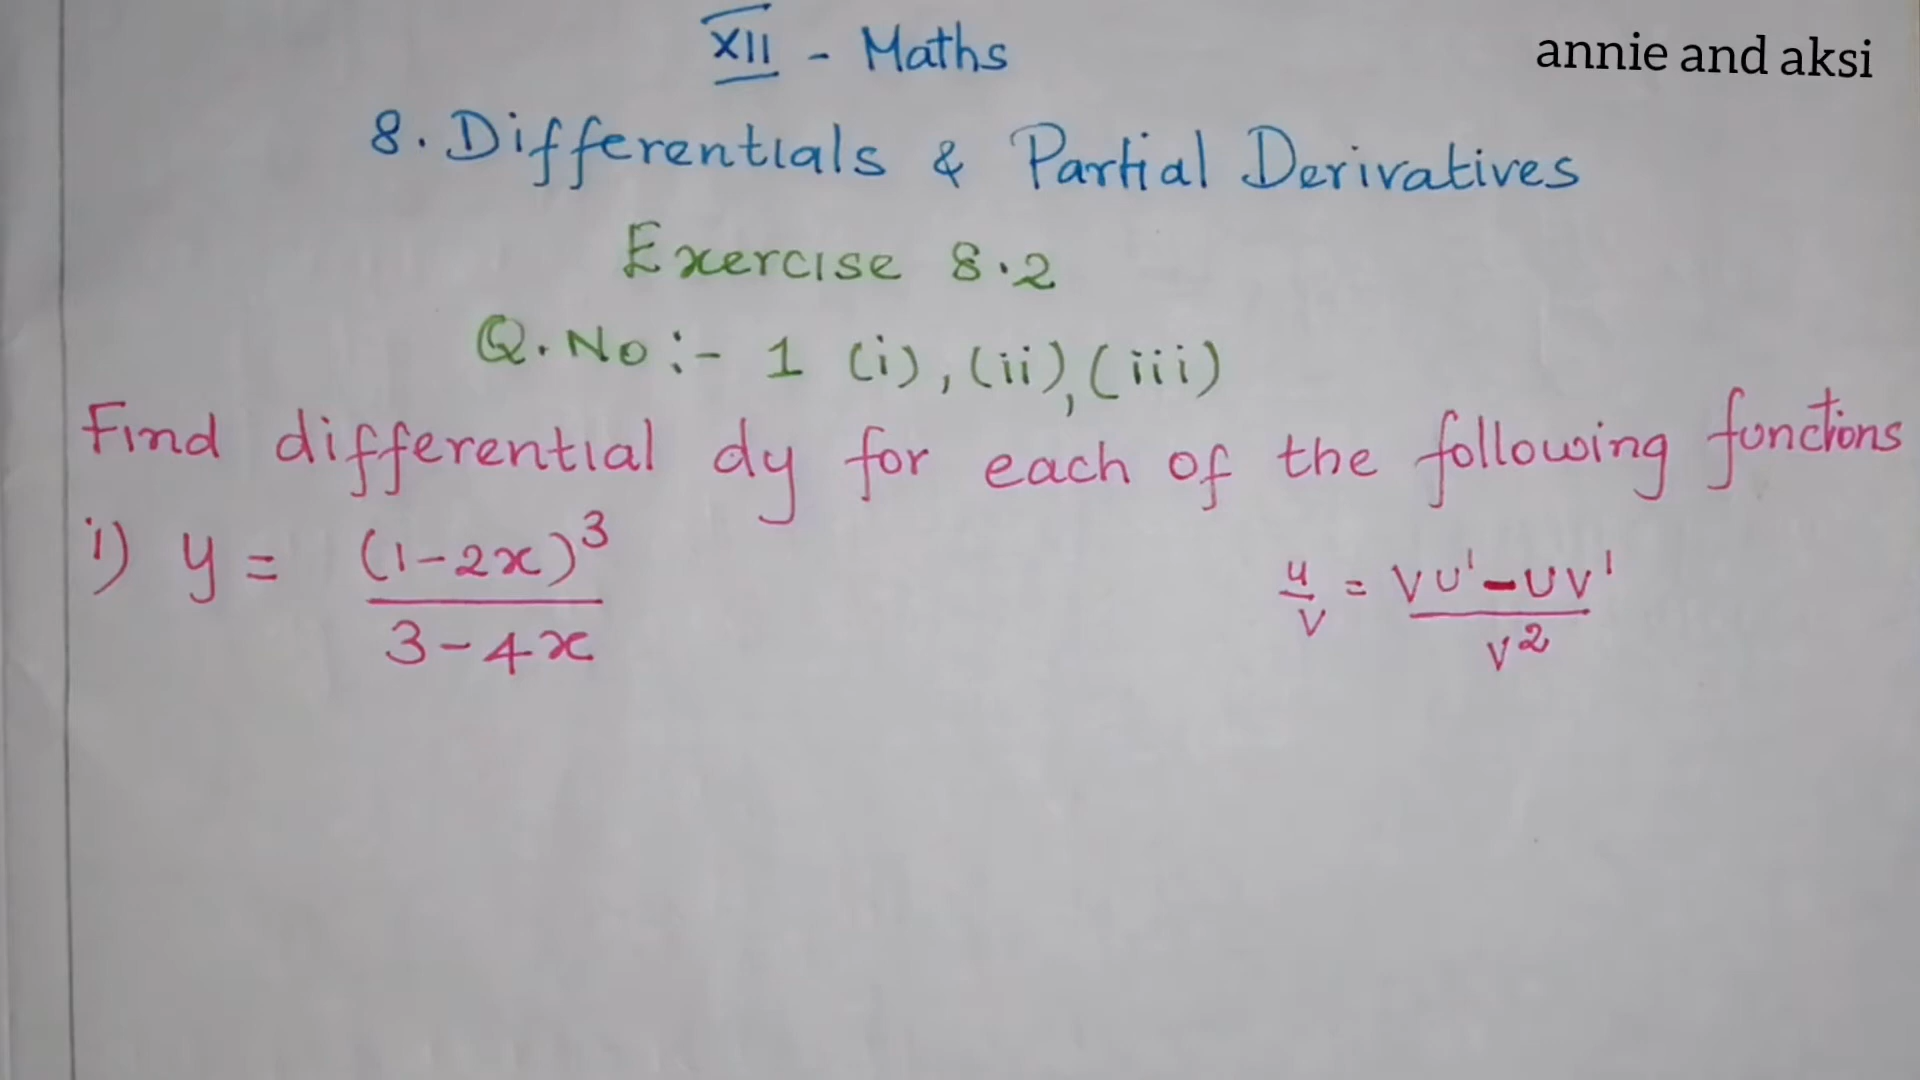 XII - Maths
annie and aksi
8. Differentials & Partial Derivatives
Exercise 8.2
Q. No :- 1 (i), (ii), (iii)
Find differential dy for each of the following functions
i) y = (1-2x)³ / 3-4x
u/v = vu' - uv' / v²